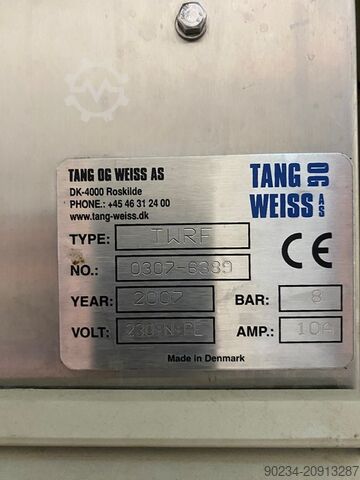 TANG OG WEISS AS
DK-4000 Roskilde
PHONE.: +45 46 31 24 00
www.tang-weiss.dk
TANG OG
WEISS AS
CE
TYPE: TWRF
NO.: 0307-6389
YEAR: 2007
BAR: 8
VOLT: 230+N+PE
AMP.: 10A
Made in Denmark
90234-20913287